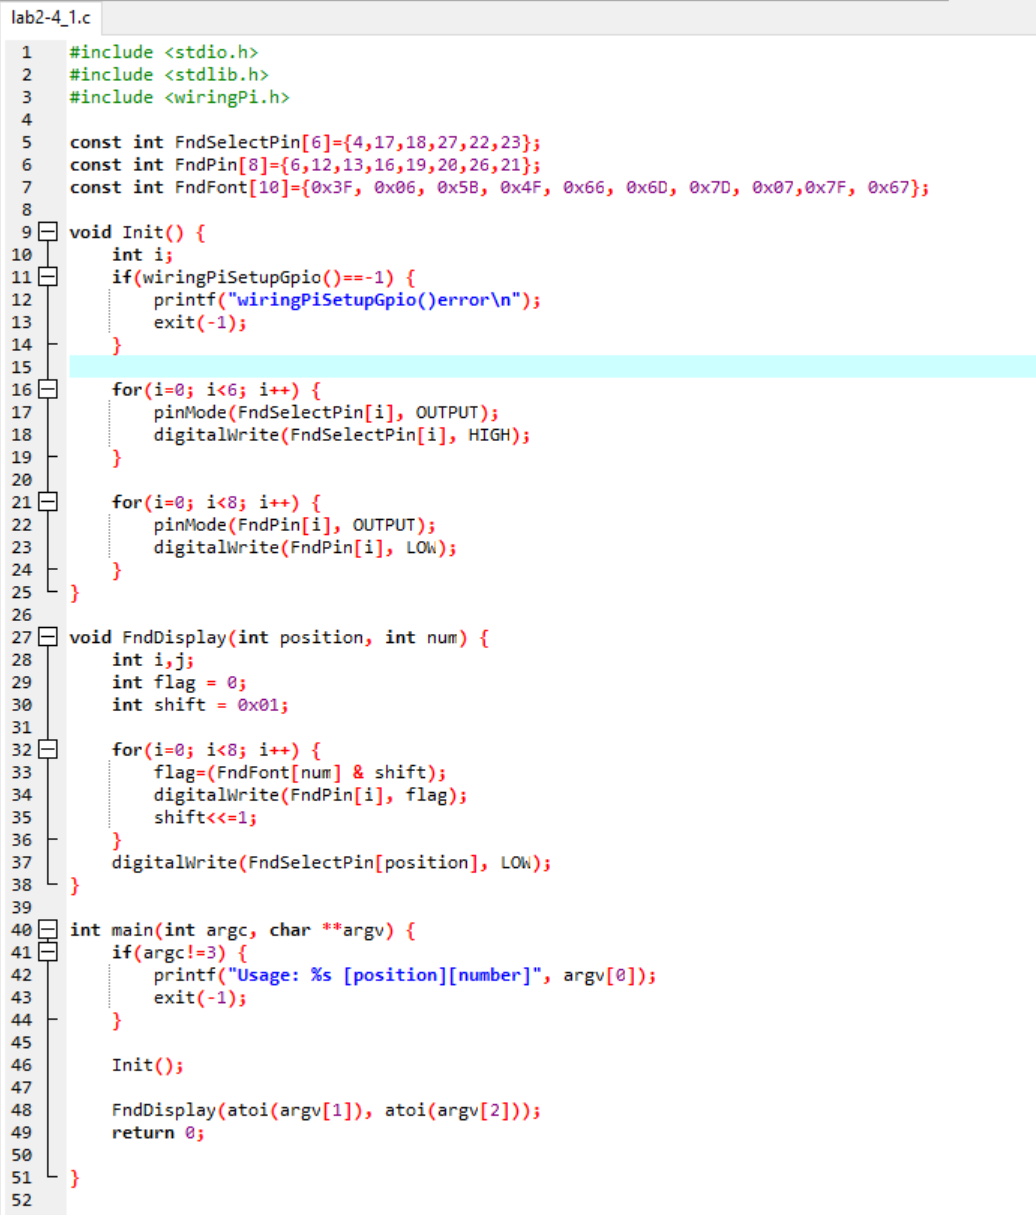 lab2-4_1.c
1 #include <stdio.h>
2 #include <stdlib.h>
3 #include <wiringPi.h>
4
5 const int FndSelectPin[6]={4,17,18,27,22,23};
6 const int FndPin[8]={6,12,13,16,19,20,26,21};
7 const int FndFont[10]={0x3F, 0x06, 0x5B, 0x4F, 0x66, 0x6D, 0x7D, 0x07,0x7F, 0x67};
8
9 void Init() {
10     int i;
11     if(wiringPiSetupGpio()==-1) {
12         printf("wiringPiSetupGpio()error\n");
13         exit(-1);
14     }
15
16     for(i=0; i<6; i++) {
17         pinMode(FndSelectPin[i], OUTPUT);
18         digitalWrite(FndSelectPin[i], HIGH);
19     }
20
21     for(i=0; i<8; i++) {
22         pinMode(FndPin[i], OUTPUT);
23         digitalWrite(FndPin[i], LOW);
24     }
25 }
26
27 void FndDisplay(int position, int num) {
28     int i,j;
29     int flag = 0;
30     int shift = 0x01;
31
32     for(i=0; i<8; i++) {
33         flag=(FndFont[num] & shift);
34         digitalWrite(FndPin[i], flag);
35         shift<<=1;
36     }
37     digitalWrite(FndSelectPin[position], LOW);
38 }
39
40 int main(int argc, char **argv) {
41     if(argc!=3) {
42         printf("Usage: %s [position][number]", argv[0]);
43         exit(-1);
44     }
45
46     Init();
47
48     FndDisplay(atoi(argv[1]), atoi(argv[2]));
49     return 0;
50
51 }
52